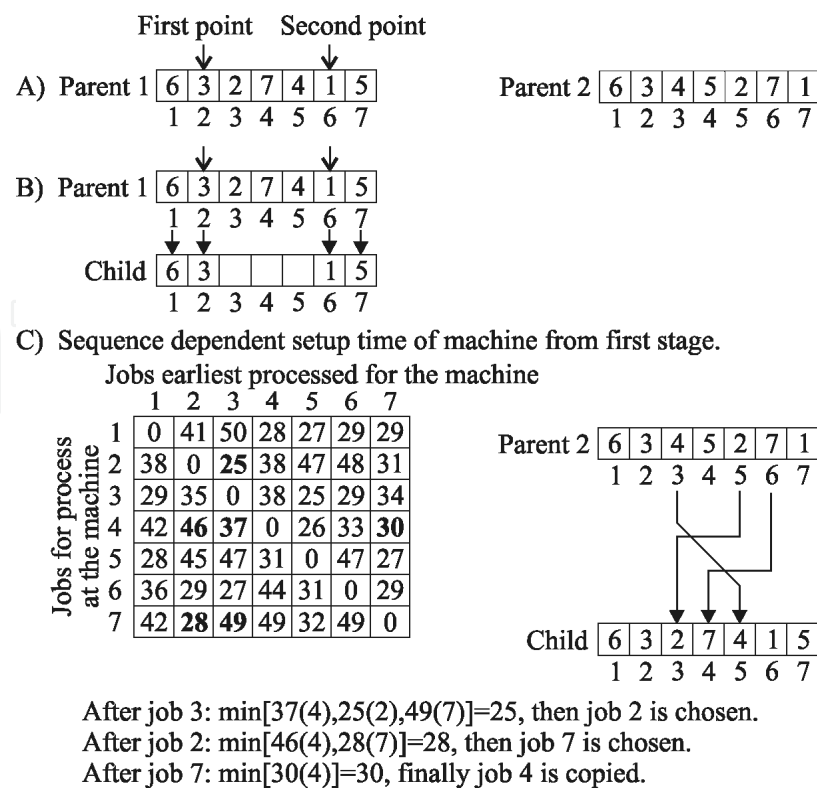 First point Second point
A) Parent 1 6 3 2 7 4 1 5 Parent 2 6 3 4 5 2 7 1
1 2 3 4 5 6 7 1 2 3 4 5 6 7
B) Parent 1 6 3 2 7 4 1 5
1 2 3 4 5 6 7
Child 6 3 1 5
1 2 3 4 5 6 7
C) Sequence dependent setup time of machine from first stage.
Jobs earliest processed for the machine
1 2 3 4 5 6 7
Jobs for process
at the machine
1 0 41 50 28 27 29 29
2 38 0 25 38 47 48 31
3 29 35 0 38 25 29 34
4 42 46 37 0 26 33 30
5 28 45 47 31 0 47 27
6 36 29 27 44 31 0 29
7 42 28 49 49 32 49 0
Parent 2 6 3 4 5 2 7 1
1 2 3 4 5 6 7
Child 6 3 2 7 4 1 5
1 2 3 4 5 6 7
After job 3: min[37(4),25(2),49(7)]=25, then job 2 is chosen.
After job 2: min[46(4),28(7)]=28, then job 7 is chosen.
After job 7: min[30(4)]=30, finally job 4 is copied.